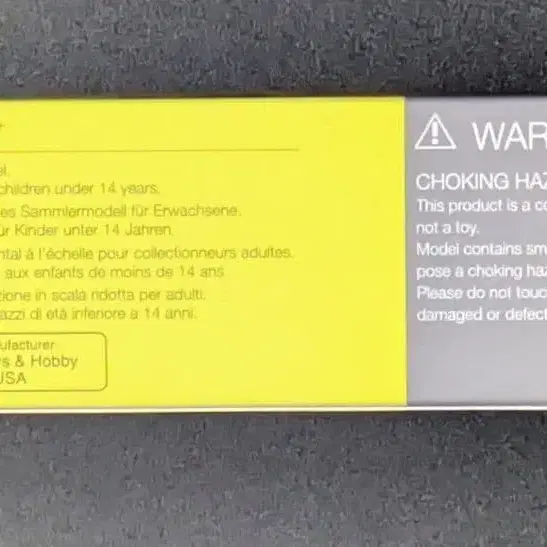 el.
children under 14 years.
es Sammlermodell für Erwachsene.
ür Kinder unter 14 Jahren.
ntal à l'échelle pour collectionneurs adultes.
aux enfants de moins de 14 ans.
zione in scala ridotta per adulti.
azzi di età inferiore a 14 anni.
nufacturer
ys & Hobby
USA
⚠ WAR
CHOKING HAZ
This product is a co
not a toy.
Model contains sm
pose a choking haz
Please do not touc
damaged or defect